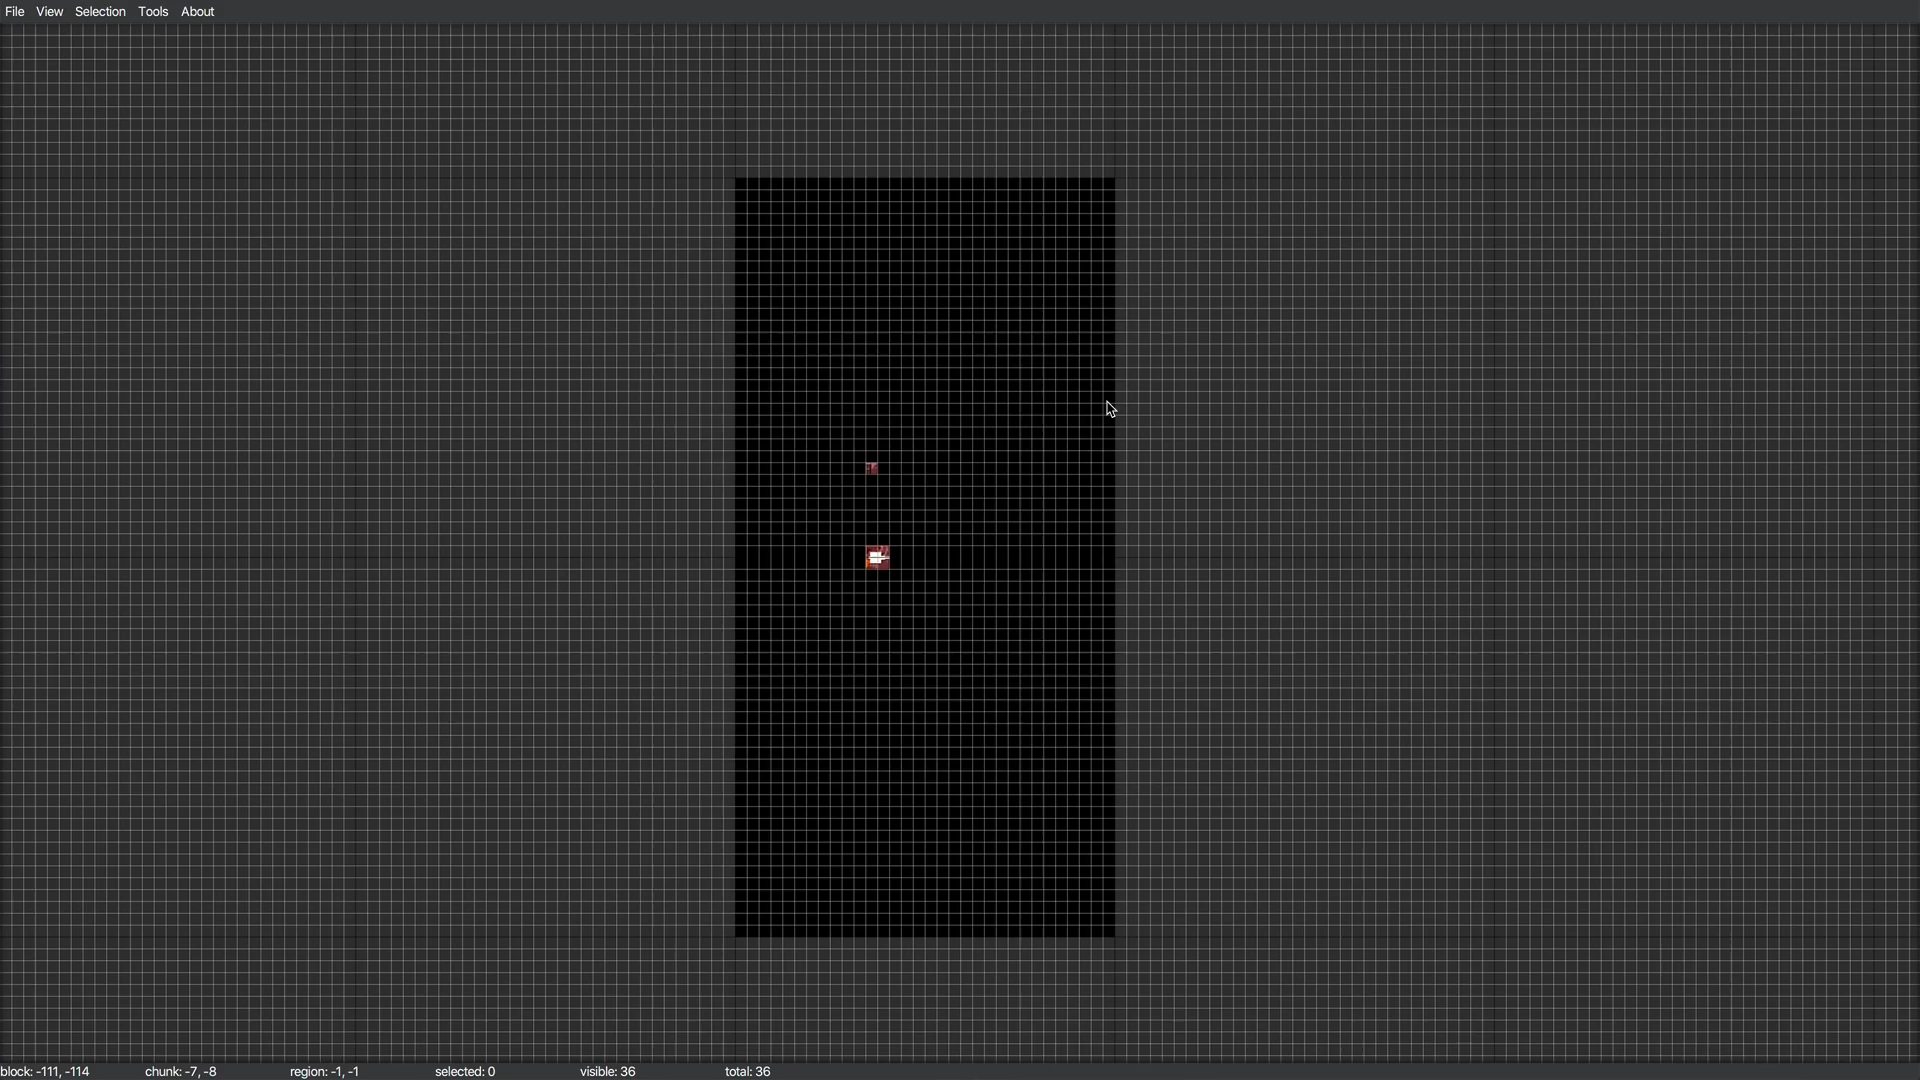 File View Selection Tools About
block: -111, -114 chunk: -7, -8 region: -1, -1 selected: 0 visible: 36 total: 36